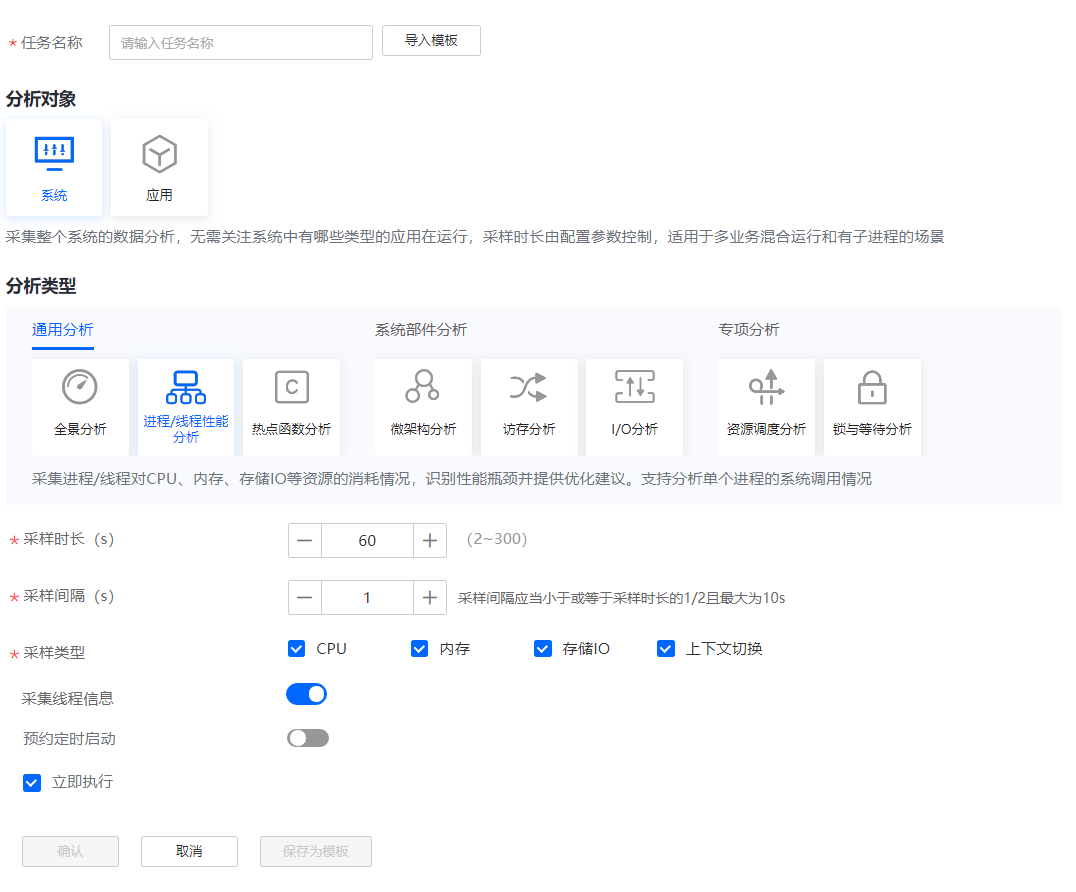 * 任务名称 请输入任务名称 导入模板
分析对象
系统 应用
采集整个系统的数据分析，无需关注系统中有哪些类型的应用在运行，采样时长由配置参数控制，适用于多业务混合运行和有子进程的场景
分析类型
通用分析 系统部件分析 专项分析
全景分析 进程/线程性能
分析 C 热点函数分析 微架构分析 访存分析 I/O分析 资源调度分析 锁与等待分析
采集进程/线程对CPU、内存、存储IO等资源的消耗情况，识别性能瓶颈并提供优化建议。支持分析单个进程的系统调用情况
* 采样时长（s） — 60 + （2~300）
* 采样间隔（s） — 1 + 采样间隔应当小于或等于采样时长的1/2且最大为10s
* 采样类型 CPU 内存 存储IO 上下文切换
采集线程信息
预约定时启动
立即执行
确认 取消 保存为模板